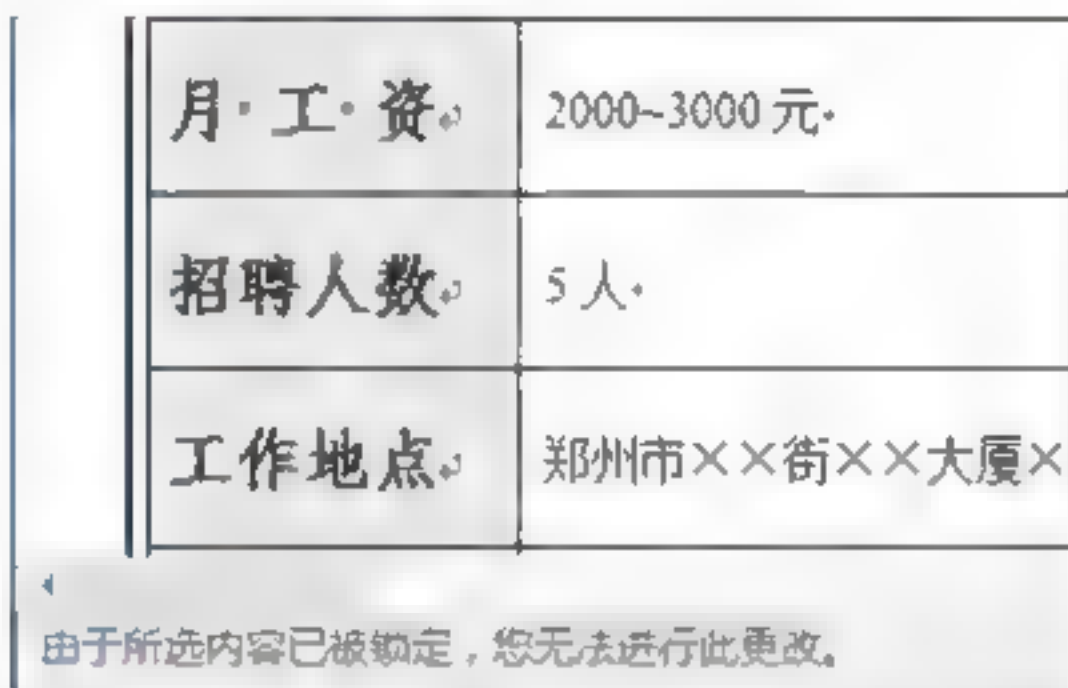 月工资 2000~3000元
招聘人数 5人
工作地点 郑州市××街××大厦×
由于所选内容已被锁定，您无法进行此更改。